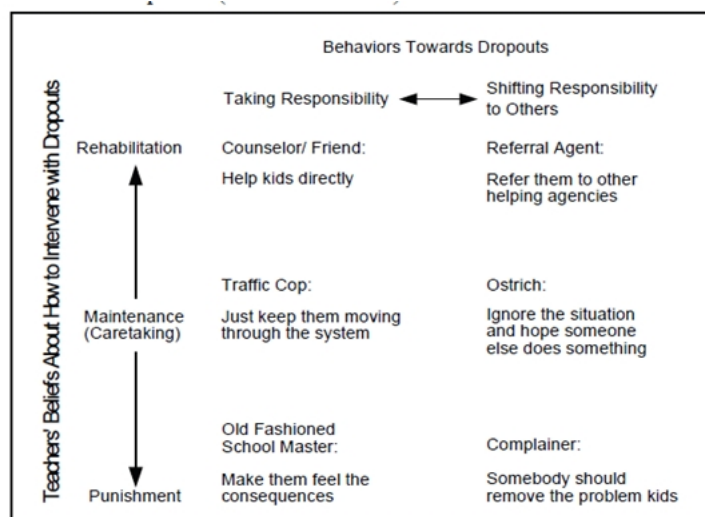 Behaviors Towards Dropouts
Taking Responsibility
Shifting Responsibility
to Others
Teachers' Beliefs About How to Intervene with Dropouts
Rehabilitation
Counselor/ Friend:
Help kids directly
Referral Agent:
Refer them to other
helping agencies
Maintenance
(Caretaking)
Traffic Cop:
Just keep them moving
through the system
Ostrich:
Ignore the situation
and hope someone
else does something
Punishment
Old Fashioned
School Master:
Make them feel the
consequences
Complainer:
Somebody should
remove the problem kids